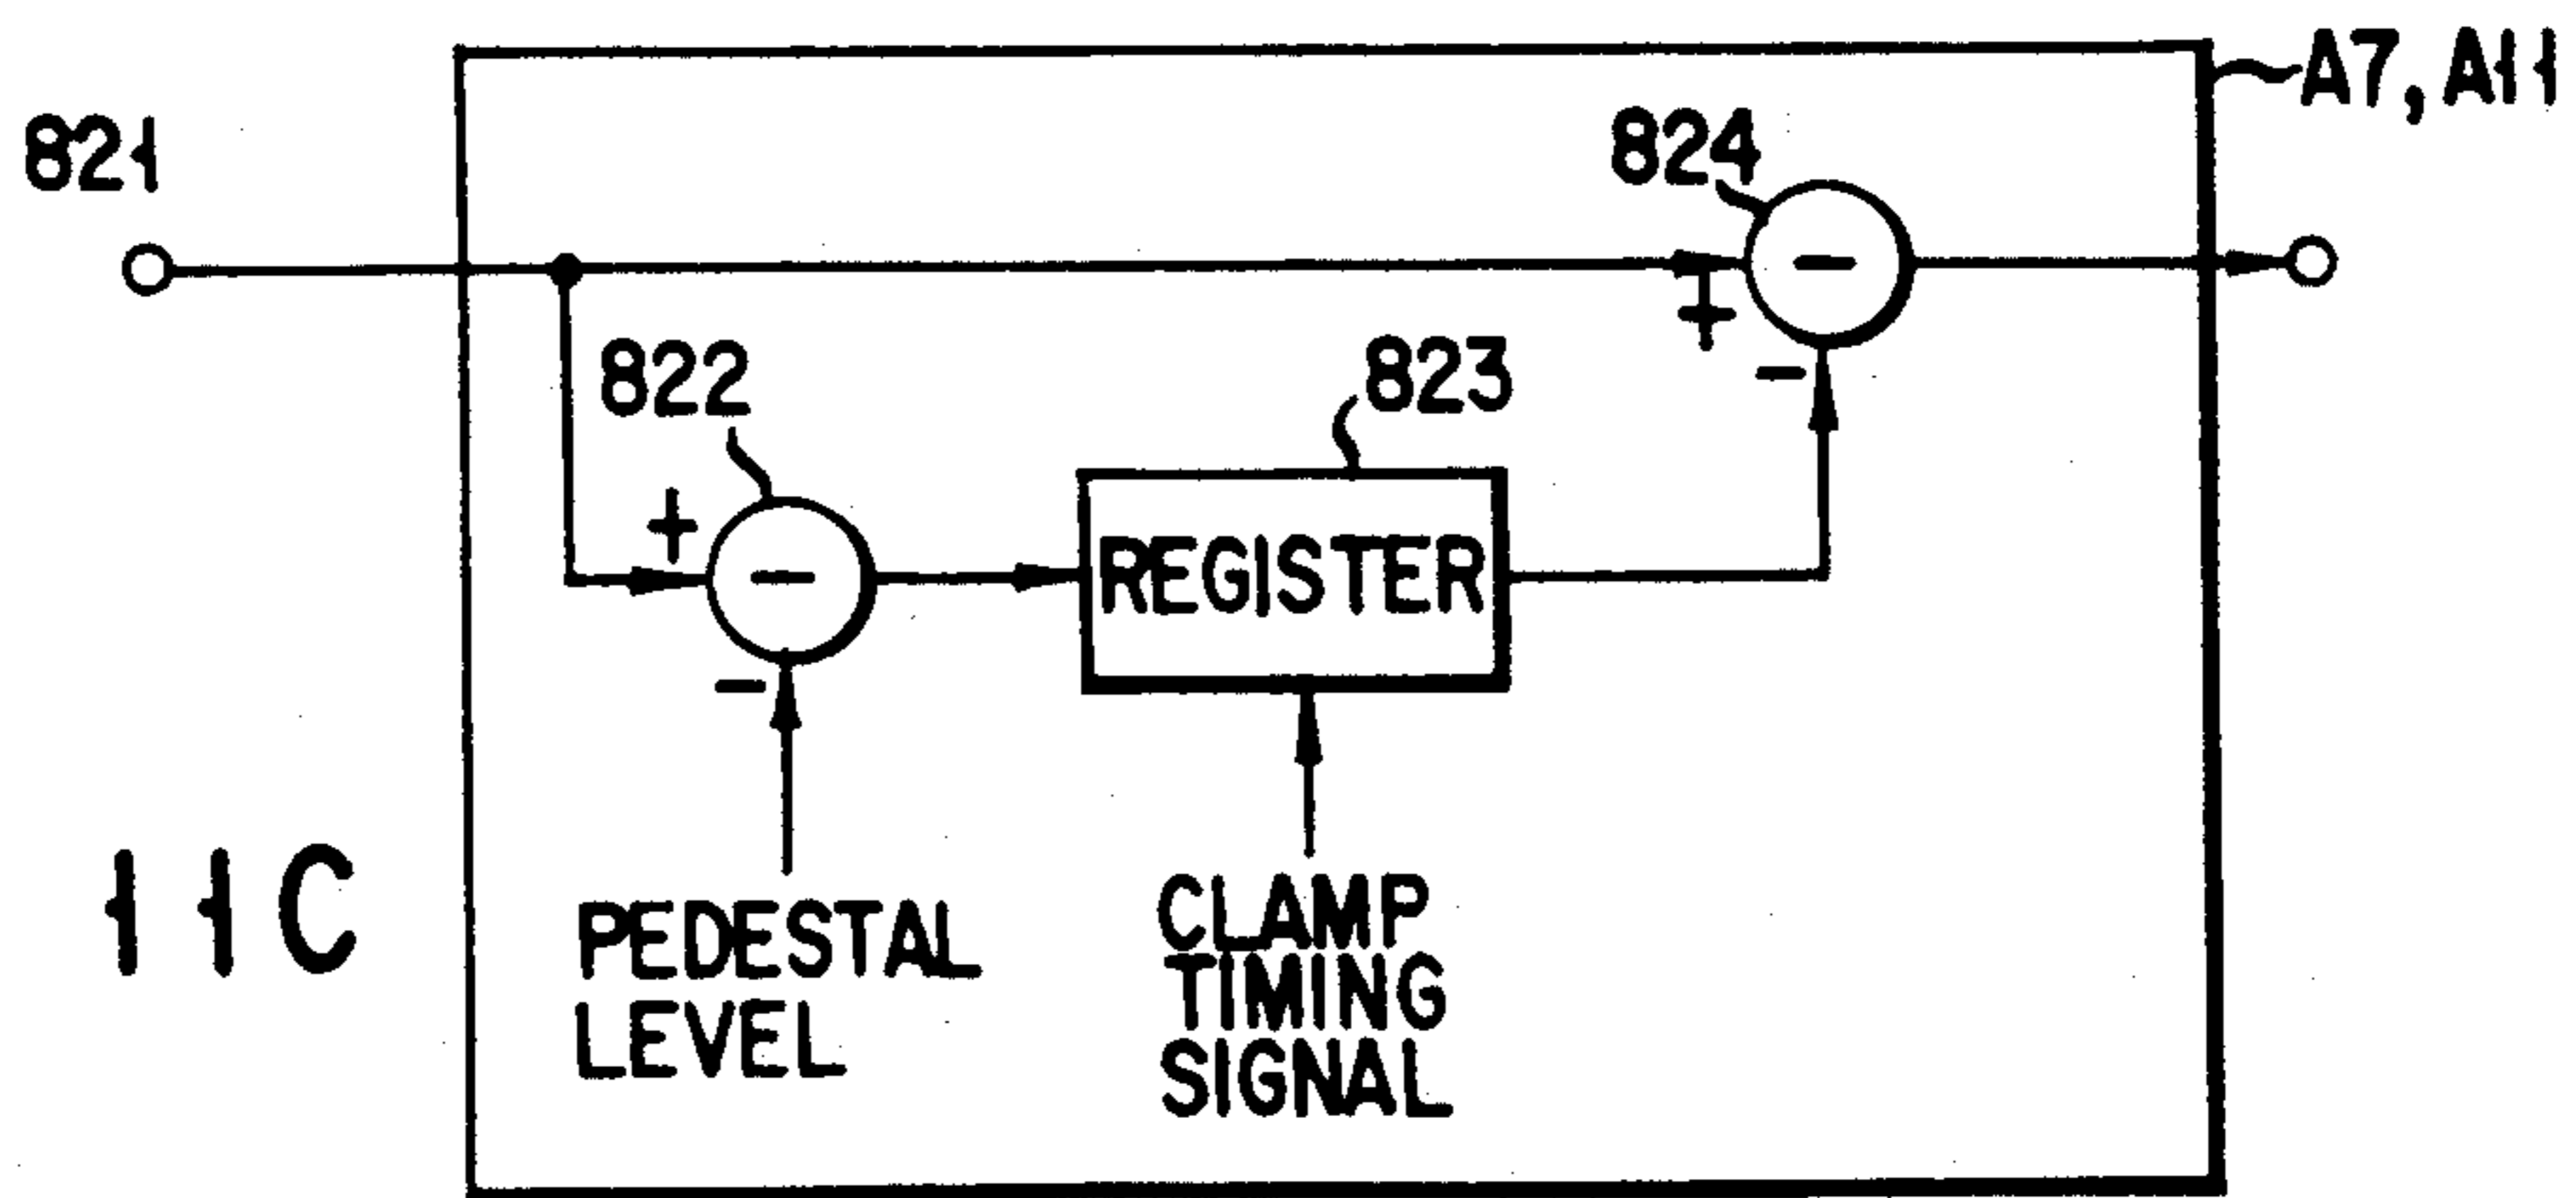 A7, A11
821
824
+
-
-
822
823
+
-
REGISTER
-
11C
PEDESTAL
LEVEL
CLAMP
TIMING
SIGNAL